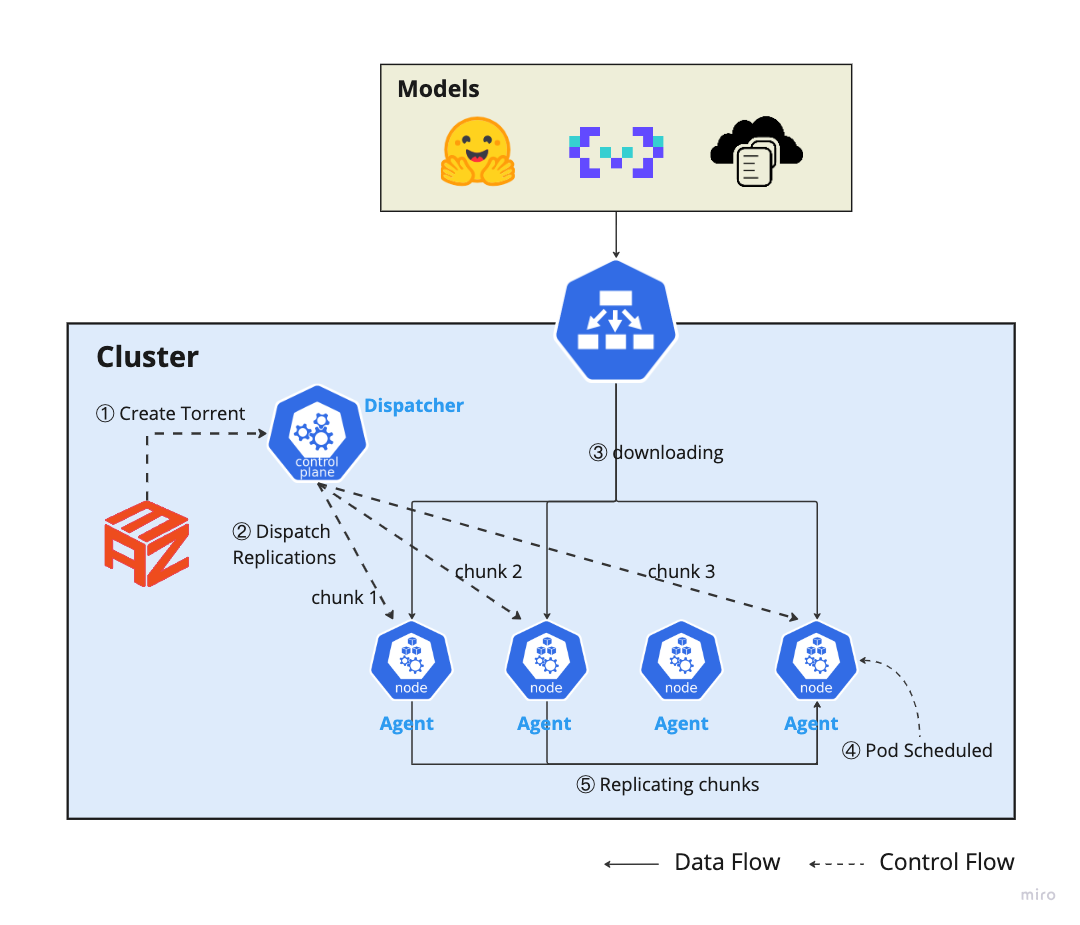 Models
Cluster
① Create Torrent
Dispatcher
control
plane
③ downloading
② Dispatch
Replications
chunk 1
chunk 2
chunk 3
node
node
node
node
Agent
Agent
Agent
Agent
④ Pod Scheduled
⑤ Replicating chunks
Data Flow
Control Flow
miro